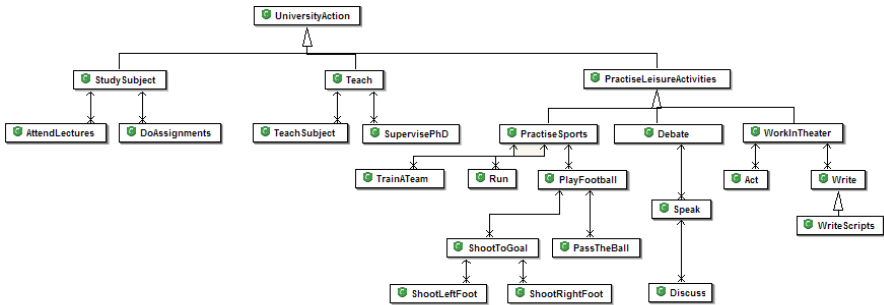 UniversityAction
StudySubject
Teach
PractiseLeisureActivities
AttendLectures
DoAssignments
TeachSubject
SupervisePhD
PractiseSports
Debate
WorkInTheater
TrainATeam
Run
PlayFootball
Act
Write
Speak
WriteScripts
ShootToGoal
PassTheBall
ShootLeftFoot
ShootRightFoot
Discuss